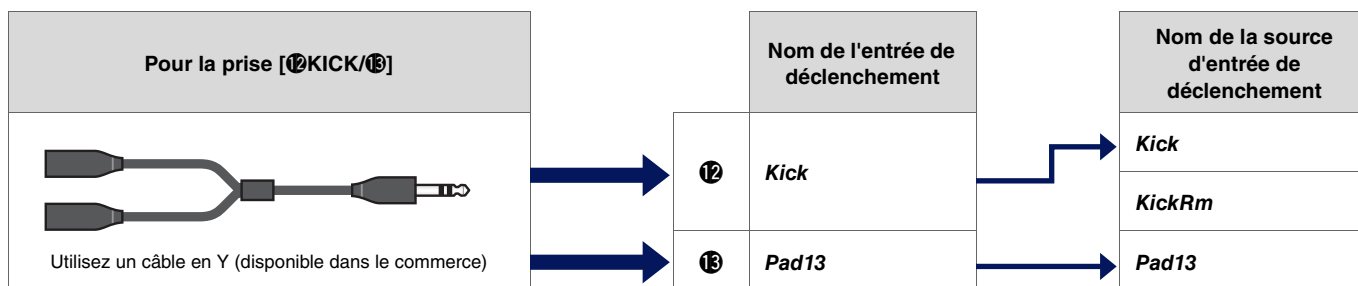 Pour la prise [⓬KICK/⓭]
Nom de l'entrée de
déclenchement
Nom de la source
d'entrée de
déclenchement
⓬
Kick
Kick
KickRm
Utilisez un câble en Y (disponible dans le commerce)
⓭
Pad13
Pad13